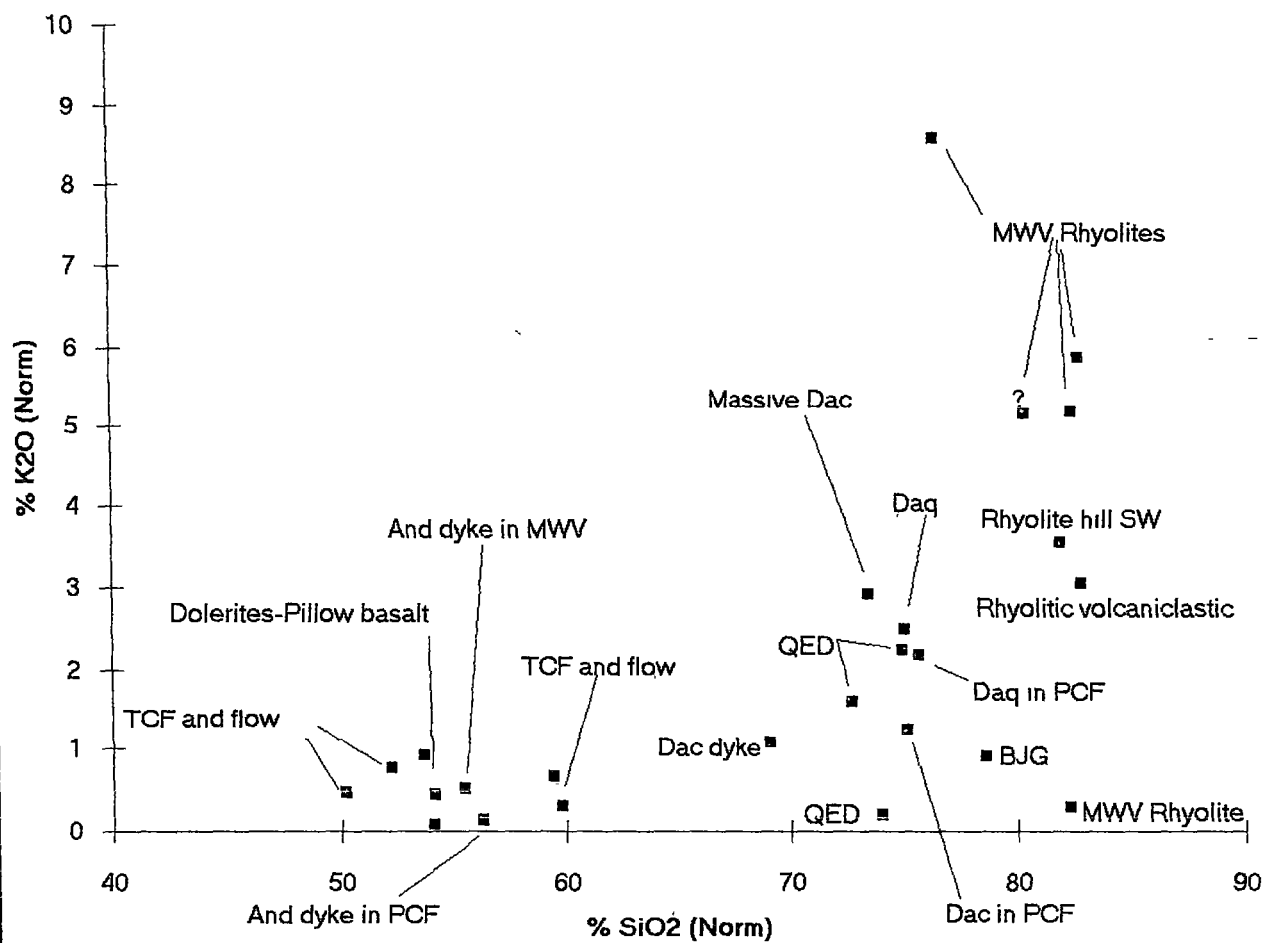 10
9
8
MWV Rhyolites
7
6
Massive Dac
?
5
Daq
4
And dyke in MWV
Rhyolite hill SW
3
Dolerites-Pillow basalt
Rhyolitic volcaniclastic
QED
2
TCF and flow
Daq in PCF
TCF and flow
Dac dyke
1
BJG
QED
MWV Rhyolite
0
40
50
60
70
80
90
And dyke in PCF
Dac in PCF
% SiO2 (Norm)
% K2O (Norm)